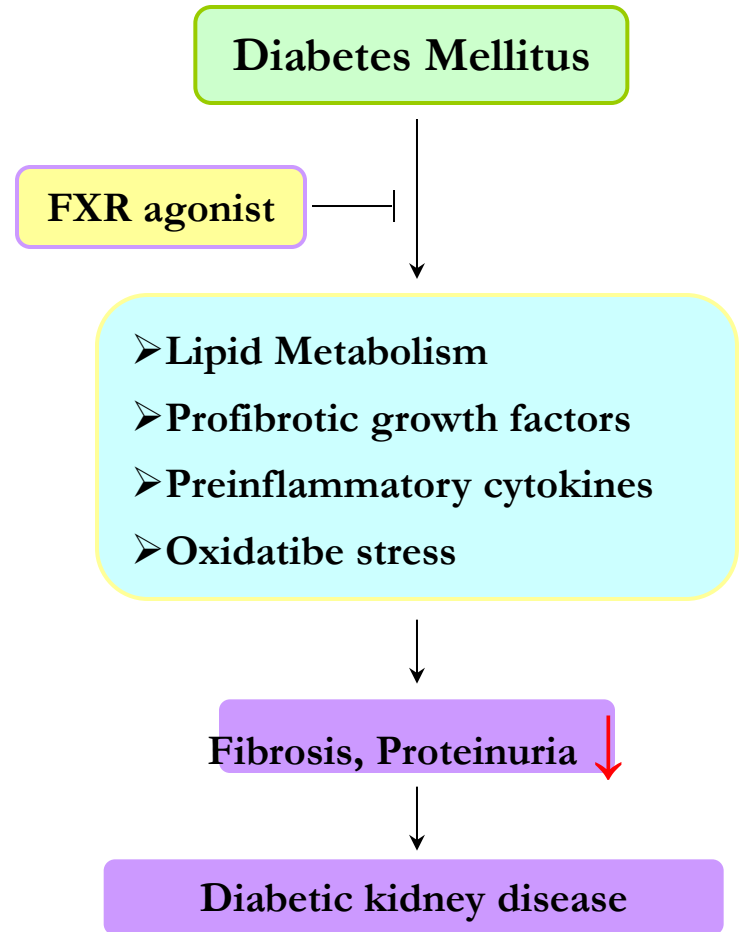 Diabetes Mellitus
FXR agonist
➢Lipid Metabolism
➢Profibrotic growth factors
➢Preinflammatory cytokines
➢Oxidatibe stress
Fibrosis, Proteinuria ↓
Diabetic kidney disease